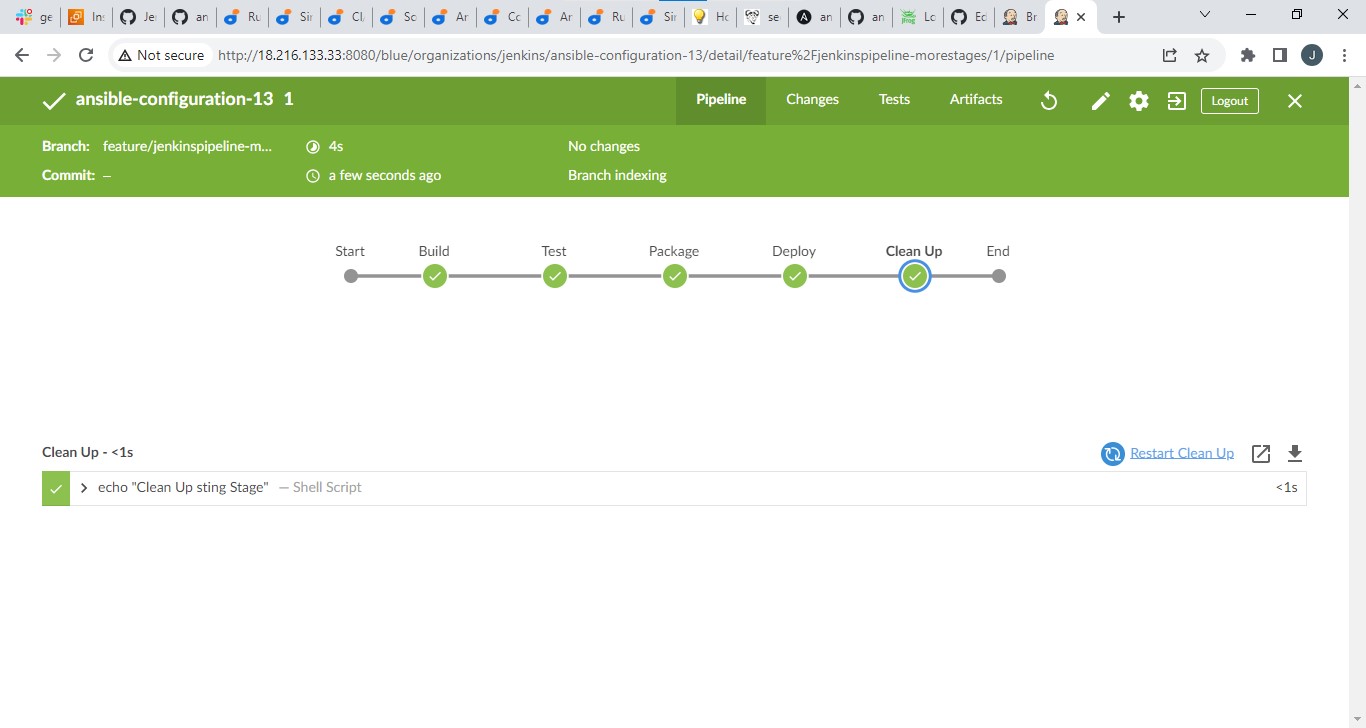 ge Ins Je an Ru Sir Cl Sc Ar Cc Ar Ru Sir Hc se an an Lc Ed Br
Not secure http://18.216.133.33:8080/blue/organizations/jenkins/ansible-configuration-13/detail/feature%2Fjenkinspipeline-morestages/1/pipeline J
ansible-configuration-13 1 Pipeline Changes Tests Artifacts Logout
Branch: feature/jenkinspipeline-m... 4s No changes
Commit: – a few seconds ago Branch indexing
Start Build Test Package Deploy Clean Up End
Clean Up - <1s Restart Clean Up
echo "Clean Up sting Stage" — Shell Script <1s